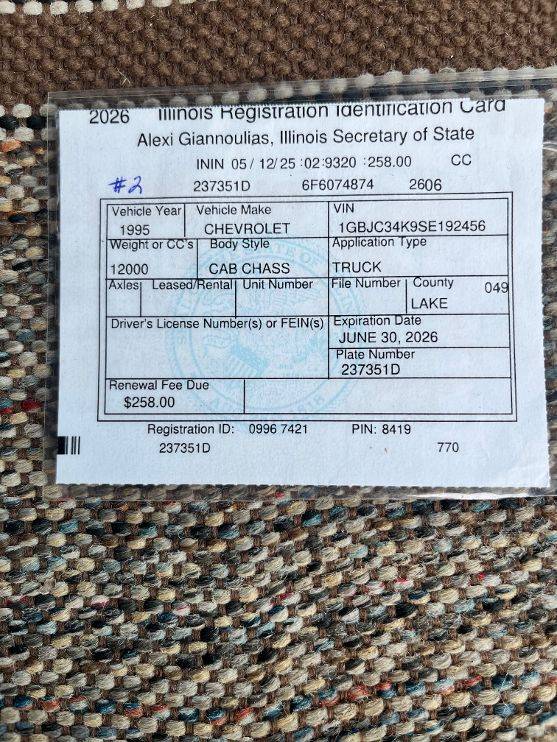 2026 Illinois Registration Identification Card
Alexi Giannoulias, Illinois Secretary of State
ININ 05/ 12/25 :02:9320 :258.00 CC
#2 237351D 6F6074874 2606
Vehicle Year Vehicle Make VIN
1995 CHEVROLET 1GBJC34K9SE192456
Weight or CC's Body Style Application Type
12000 CAB CHASS TRUCK
Axles Leased/Rental Unit Number File Number County 049
LAKE
Driver's License Number(s) or FEIN(s) Expiration Date
JUNE 30, 2026
Plate Number
237351D
Renewal Fee Due
$258.00
Registration ID: 0996 7421 PIN: 8419
237351D 770